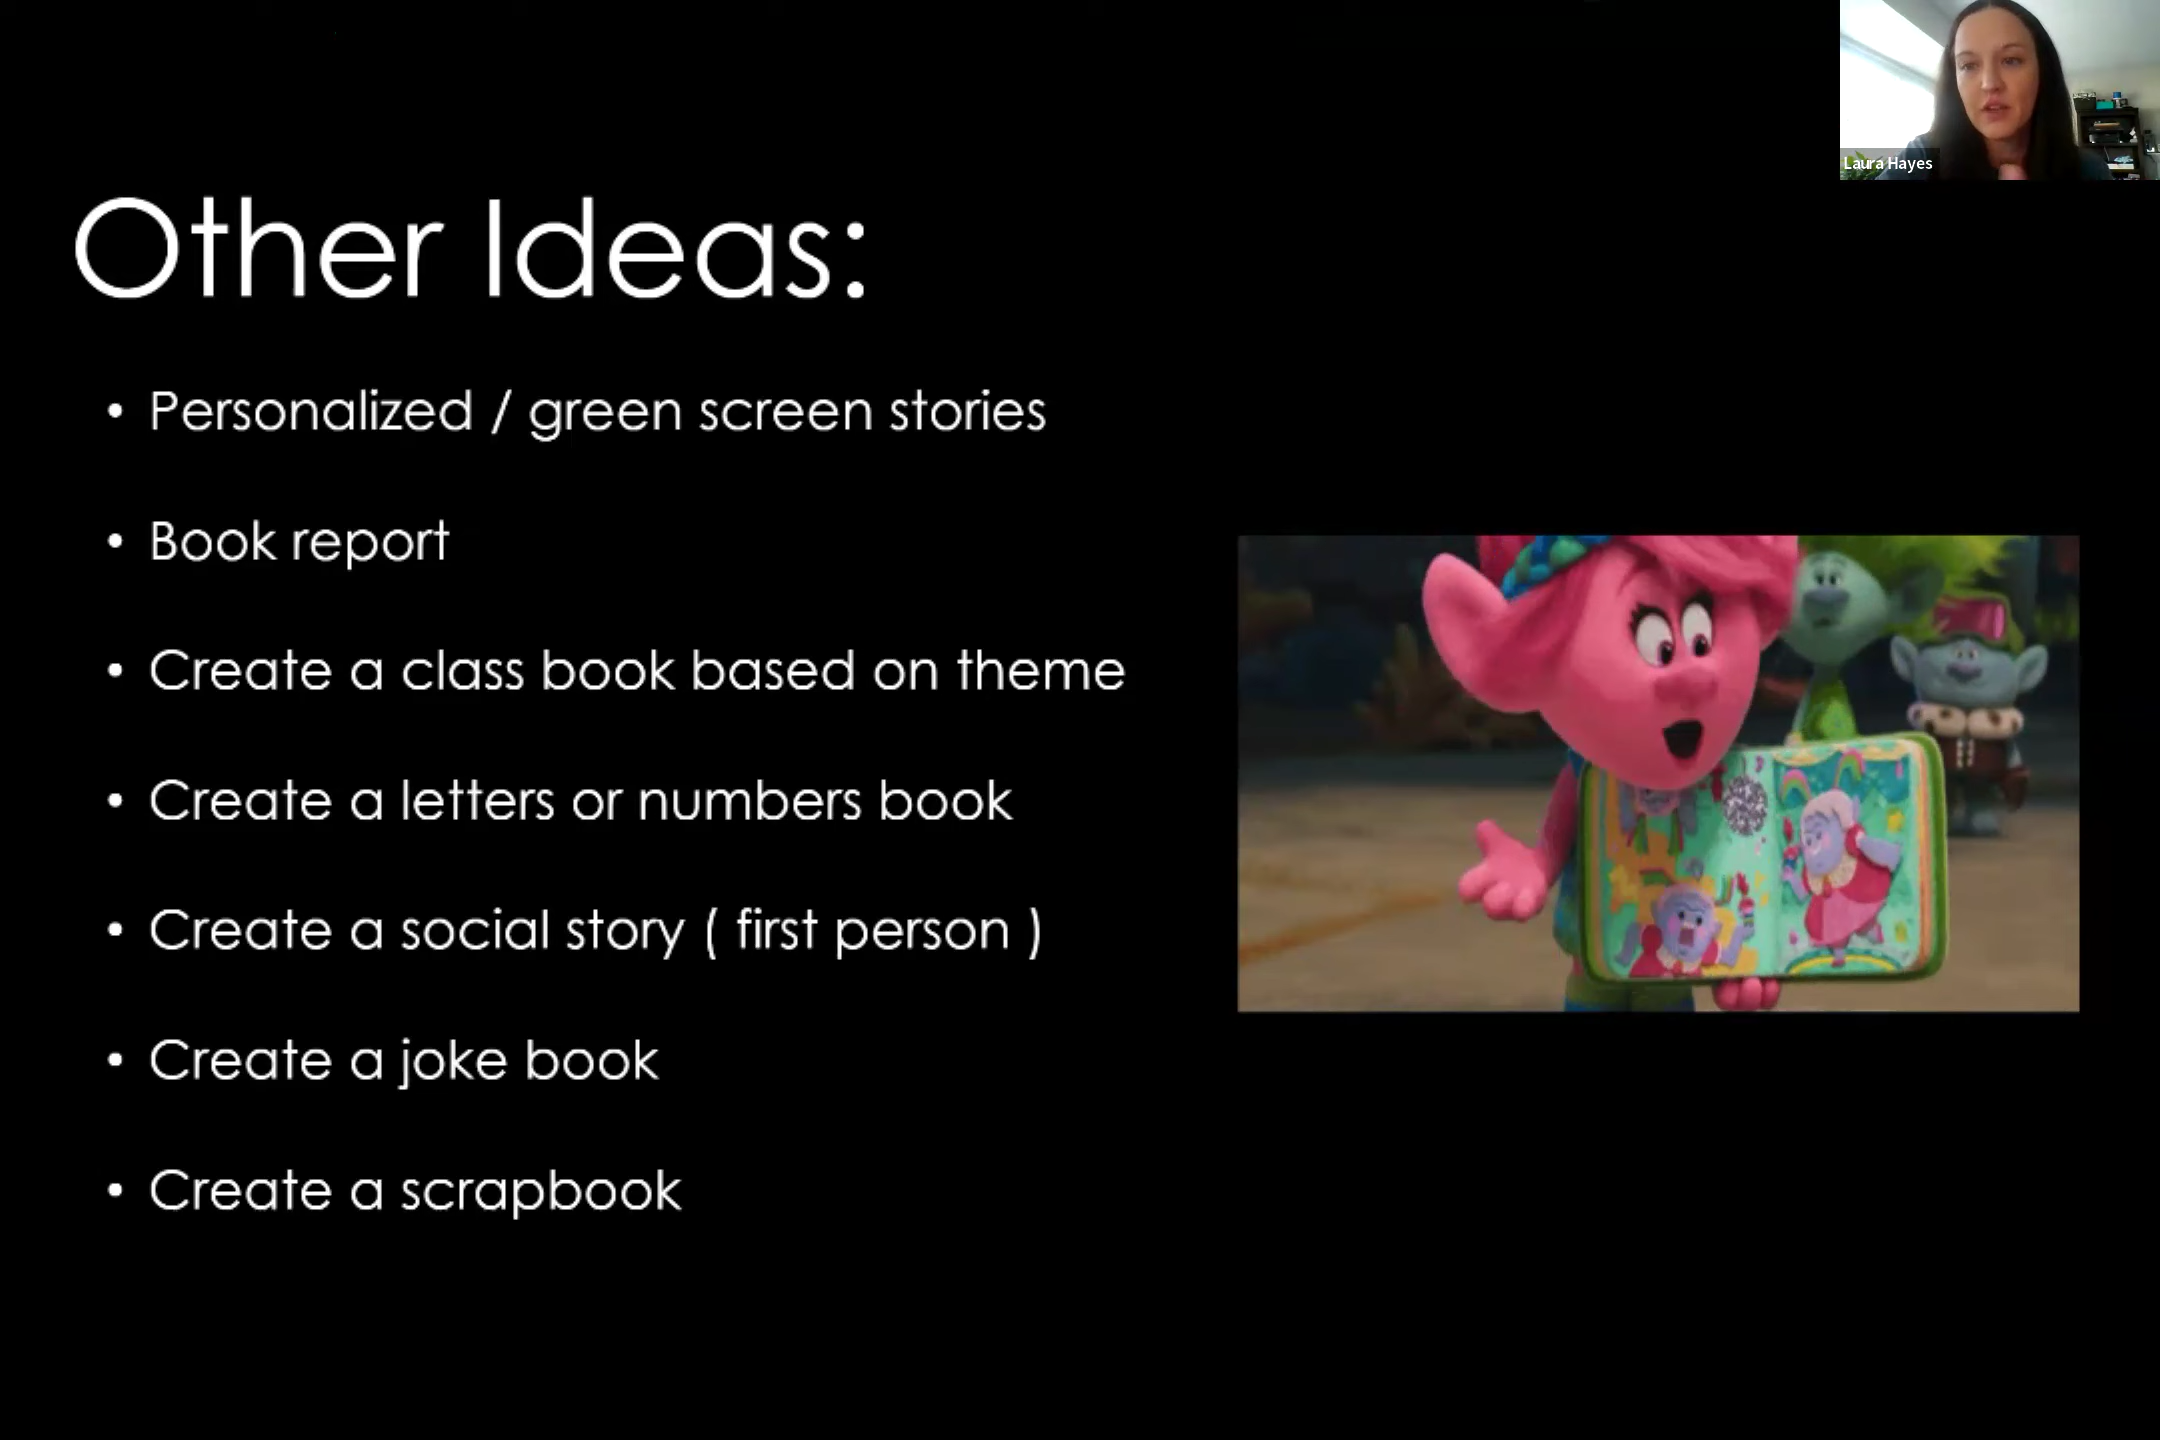 Laura Hayes
Other Ideas:
• Personalized / green screen stories
• Book report
• Create a class book based on theme
• Create a letters or numbers book
• Create a social story ( first person )
• Create a joke book
• Create a scrapbook